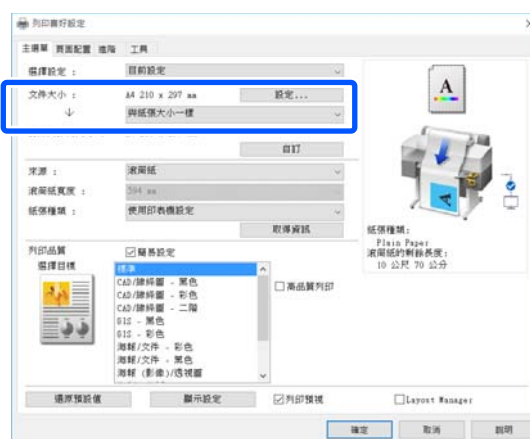 列印喜好設定
主選單 頁面配置 進階 工具
選擇設定 : 目前設定
文件大小 : A4 210 x 297 mm 設定...
↓ 與紙張大小一樣
自訂
來源 : 滾筒紙
滾筒紙寬度 : 594 mm
紙張種類 : 使用印表機設定
取得資訊
A
紙張種類:
Plain Paper
滾筒紙的剩餘長度:
10 公尺 70 公分
列印品質 簡易設定
選擇目標 標準
CAD/線條圖 - 黑色
CAD/線條圖 - 彩色
CAD/線條圖 - 二階
GIS - 黑色
GIS - 彩色
海報/文件 - 彩色
海報/文件 - 黑色
海報 (影像)/透視圖
高品質列印
還原預設值 顯示設定 列印預視 Layout Manager
確定 取消 說明